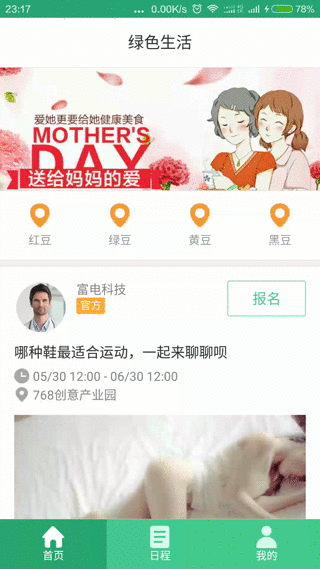 23:17
... 0.00K/s 78%
绿色生活
爱她更要给她健康美食
MOTHER'S
DAY
送给妈妈的爱
红豆 绿豆 黄豆 黑豆
富电科技
官方
报名
哪种鞋最适合运动，一起来聊聊呗
05/30 12:00 - 06/30 12:00
768创意产业园
首页 日程 我的